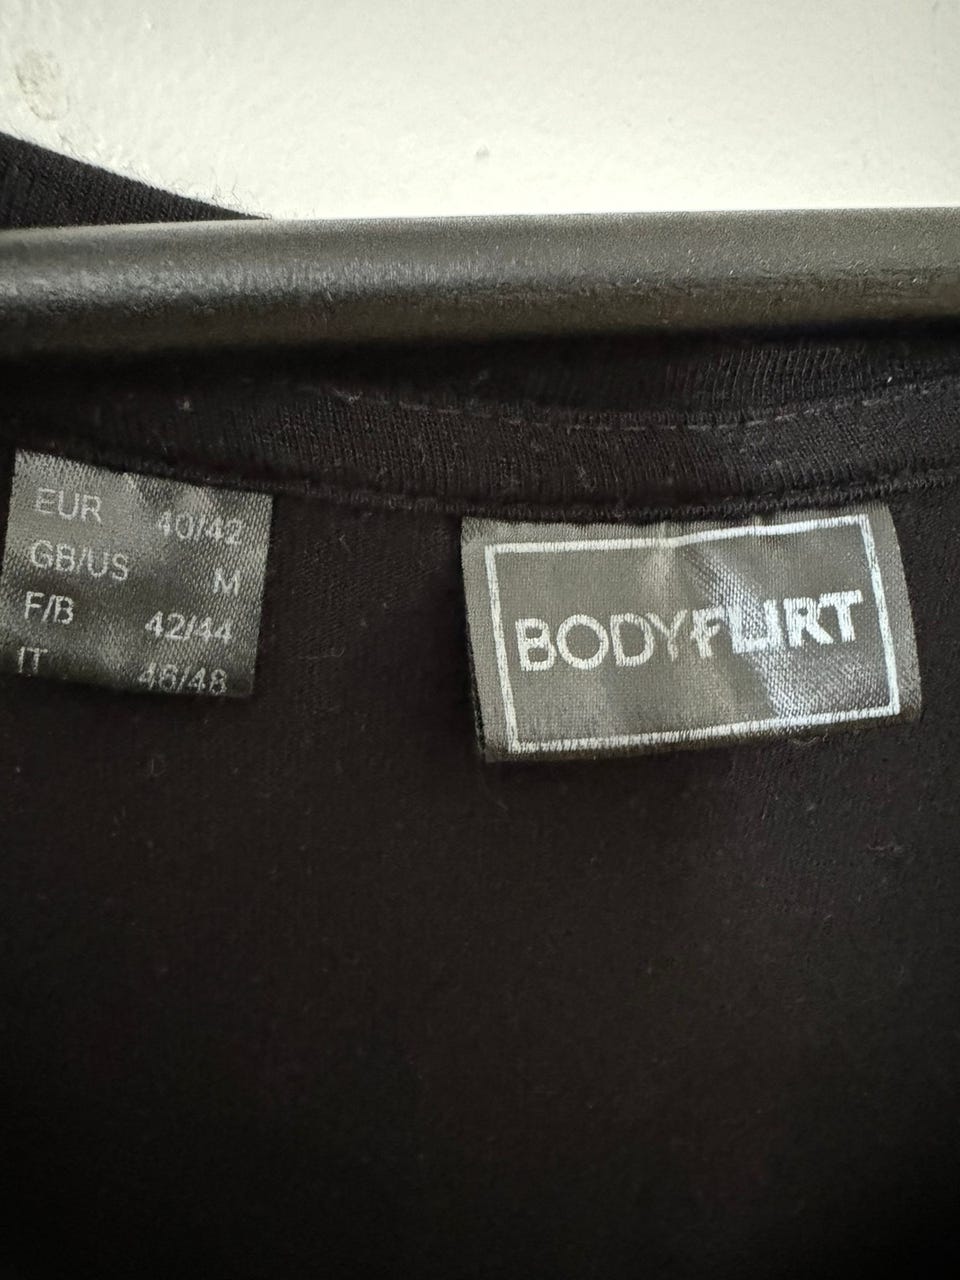 EUR 40/42
GB/US M
F/B 42/44
IT 46/48
BODYFLIRT